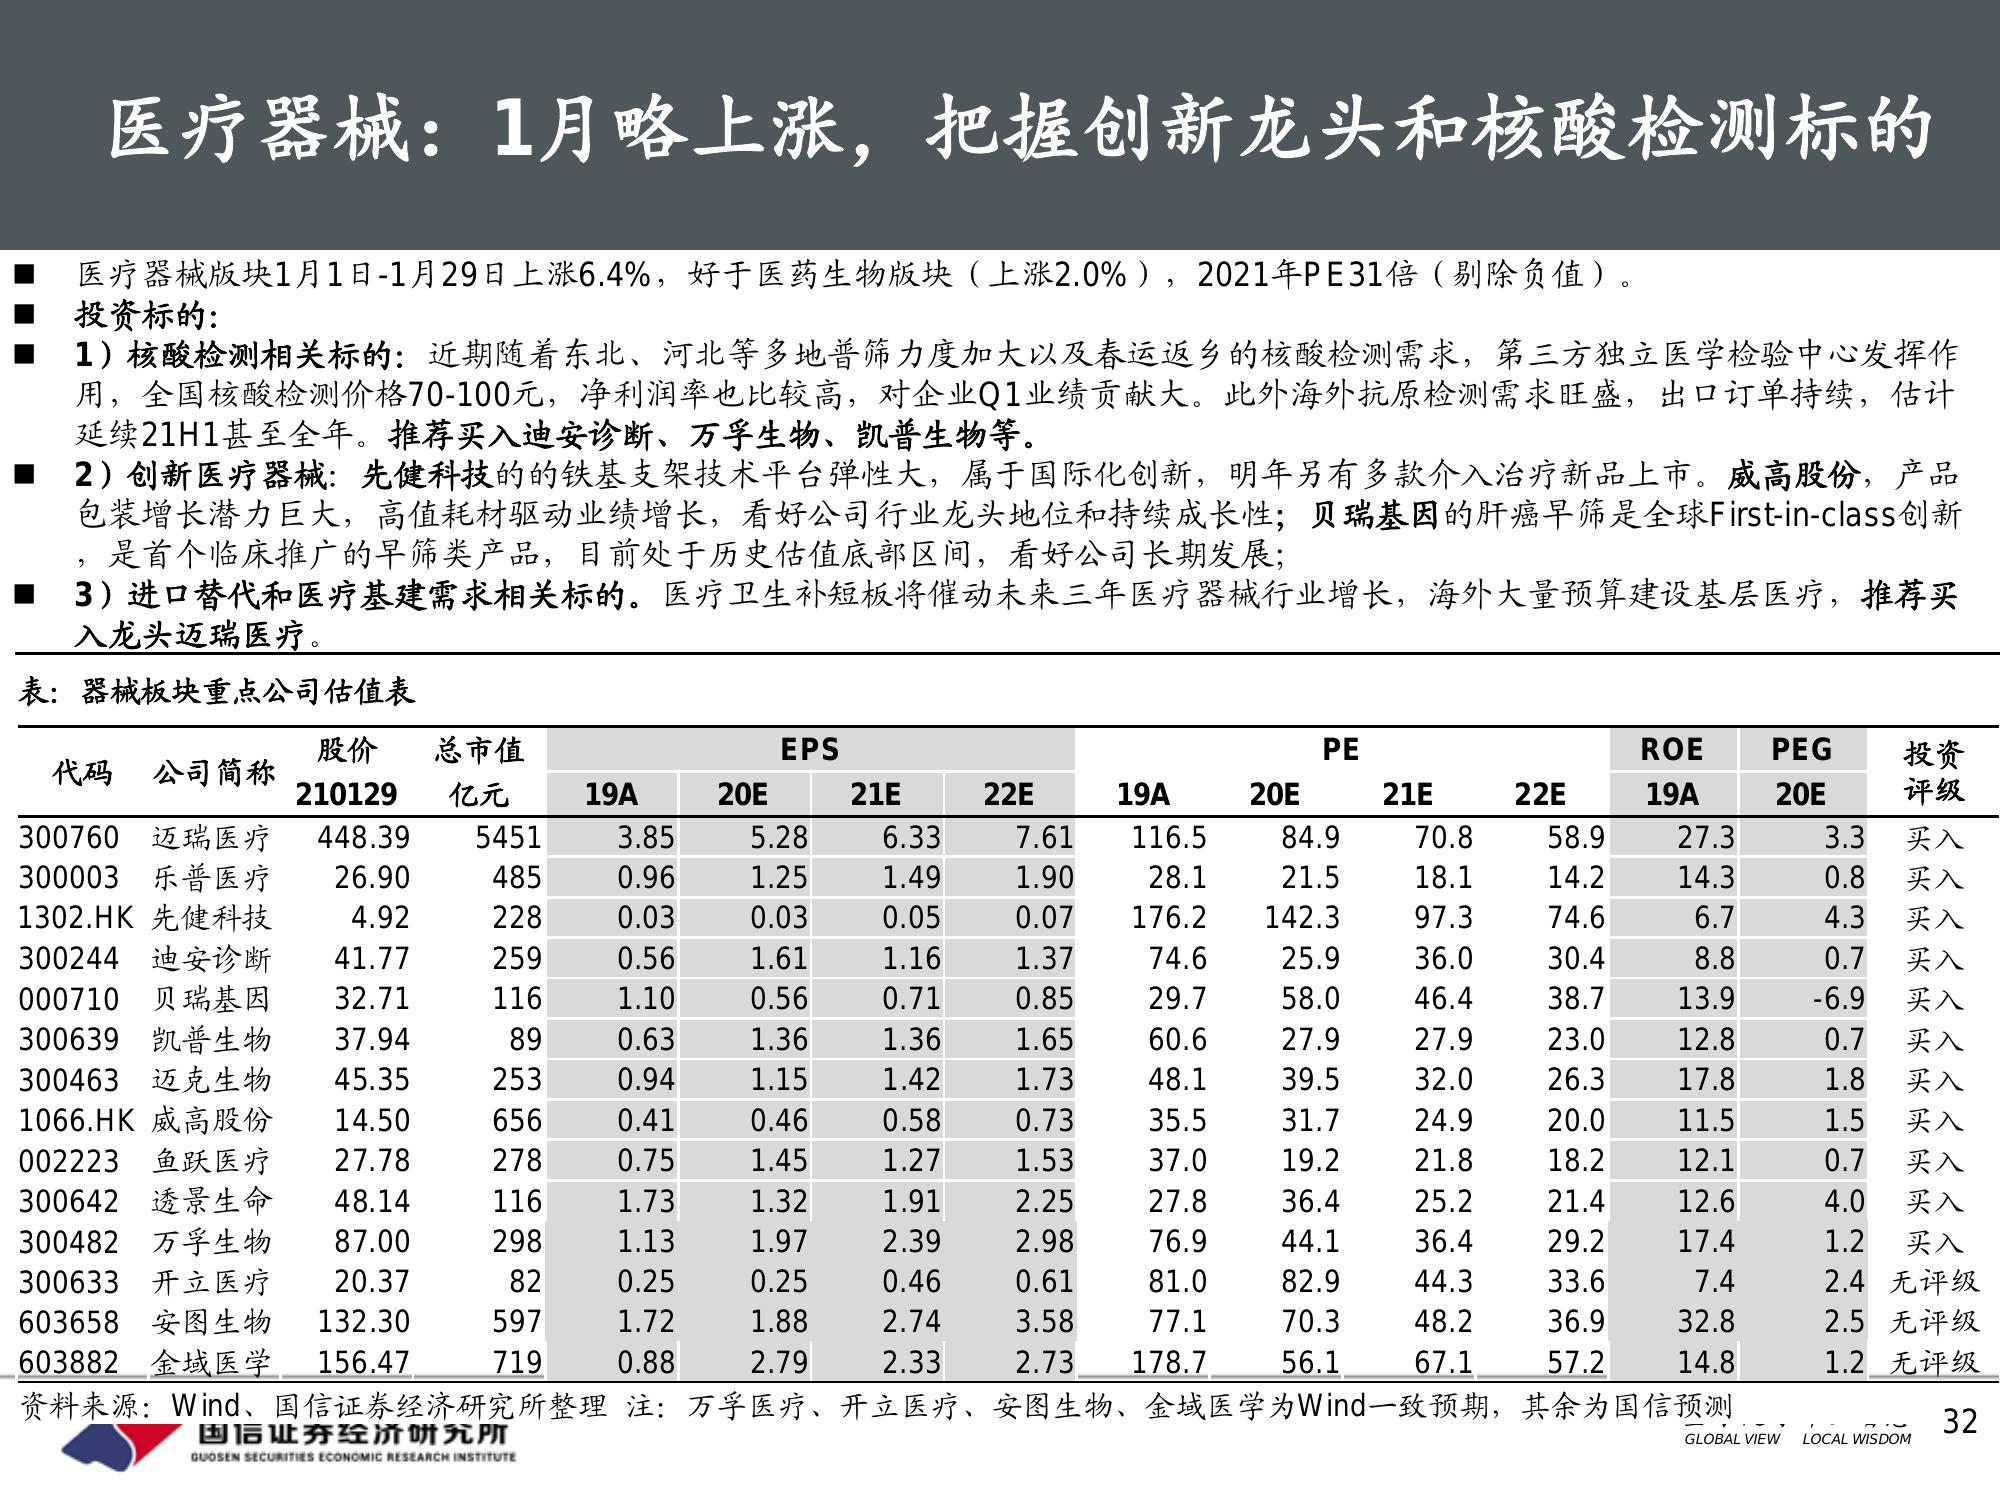 医疗器械：1月略上涨，把握创新龙头和核酸检测标的
医疗器械版块1月1日-1月29日上涨6.4%，好于医药生物版块（上涨2.0%），2021年PE31倍（剔除负值）。
投资标的：
1）核酸检测相关标的：近期随着东北、河北等多地普筛力度加大以及春运返乡的核酸检测需求，第三方独立医学检验中心发挥作
用，全国核酸检测价格70-100元，净利润率也比较高，对企业Q1业绩贡献大。此外海外抗原检测需求旺盛，出口订单持续，估计
延续21H1甚至全年。推荐买入迪安诊断、万孚生物、凯普生物等。
2）创新医疗器械：先健科技的的铁基支架技术平台弹性大，属于国际化创新，明年另有多款介入治疗新品上市。威高股份，产品
包装增长潜力巨大，高值耗材驱动业绩增长，看好公司行业龙头地位和持续成长性；贝瑞基因的肝癌早筛是全球First-in-class创新
，是首个临床推广的早筛类产品，目前处于历史估值底部区间，看好公司长期发展；
3）进口替代和医疗基建需求相关标的。医疗卫生补短板将催动未来三年医疗器械行业增长，海外大量预算建设基层医疗，推荐买
入龙头迈瑞医疗。
表：器械板块重点公司估值表
代码 公司简称 股价 总市值 EPS PE ROE PEG 投资
210129 亿元 19A 20E 21E 22E 19A 20E 21E 22E 19A 20E 评级
300760 迈瑞医疗 448.39 5451 3.85 5.28 6.33 7.61 116.5 84.9 70.8 58.9 27.3 3.3 买入
300003 乐普医疗 26.90 485 0.96 1.25 1.49 1.90 28.1 21.5 18.1 14.2 14.3 0.8 买入
1302.HK 先健科技 4.92 228 0.03 0.03 0.05 0.07 176.2 142.3 97.3 74.6 6.7 4.3 买入
300244 迪安诊断 41.77 259 0.56 1.61 1.16 1.37 74.6 25.9 36.0 30.4 8.8 0.7 买入
000710 贝瑞基因 32.71 116 1.10 0.56 0.71 0.85 29.7 58.0 46.4 38.7 13.9 -6.9 买入
300639 凯普生物 37.94 89 0.63 1.36 1.36 1.65 60.6 27.9 27.9 23.0 12.8 0.7 买入
300463 迈克生物 45.35 253 0.94 1.15 1.42 1.73 48.1 39.5 32.0 26.3 17.8 1.8 买入
1066.HK 威高股份 14.50 656 0.41 0.46 0.58 0.73 35.5 31.7 24.9 20.0 11.5 1.5 买入
002223 鱼跃医疗 27.78 278 0.75 1.45 1.27 1.53 37.0 19.2 21.8 18.2 12.1 0.7 买入
300642 透景生命 48.14 116 1.73 1.32 1.91 2.25 27.8 36.4 25.2 21.4 12.6 4.0 买入
300482 万孚生物 87.00 298 1.13 1.97 2.39 2.98 76.9 44.1 36.4 29.2 17.4 1.2 买入
300633 开立医疗 20.37 82 0.25 0.25 0.46 0.61 81.0 82.9 44.3 33.6 7.4 2.4 无评级
603658 安图生物 132.30 597 1.72 1.88 2.74 3.58 77.1 70.3 48.2 36.9 32.8 2.5 无评级
603882 金域医学 156.47 719 0.88 2.79 2.33 2.73 178.7 56.1 67.1 57.2 14.8 1.2 无评级
资料来源：Wind、国信证券经济研究所整理 注：万孚医疗、开立医疗、安图生物、金域医学为Wind一致预期，其余为国信预测
国信证券经济研究所
GUOSEN SECURITIES ECONOMIC RESEARCH INSTITUTE
GLOBAL VIEW LOCAL WISDOM
32